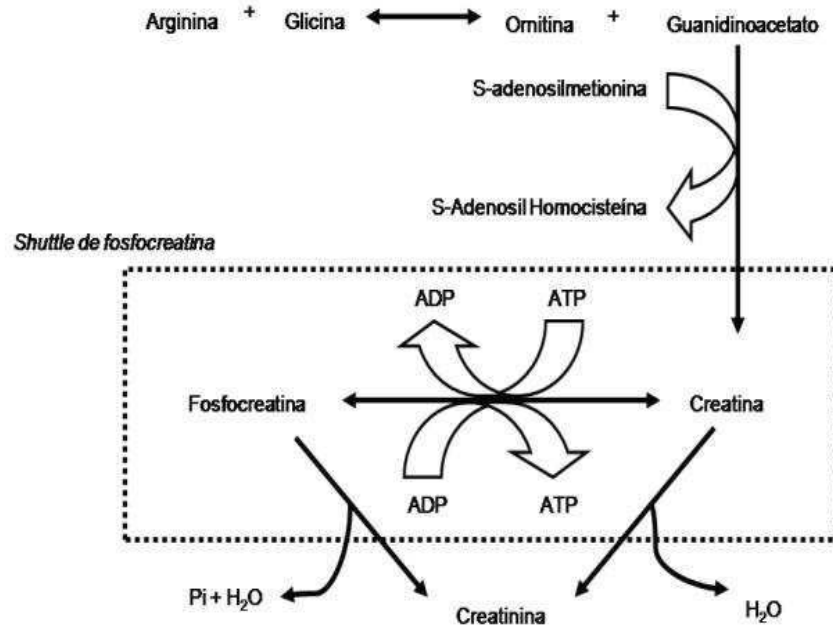 Arginina + Glicina Ornitina + Guanidinoacetato
S-adenosilmetionina
S-Adenosil Homocisteína
Shuttle de fosfocreatina
ADP ATP
Fosfocreatina Creatina
ADP ATP
Pi + H₂O Creatinina H₂O